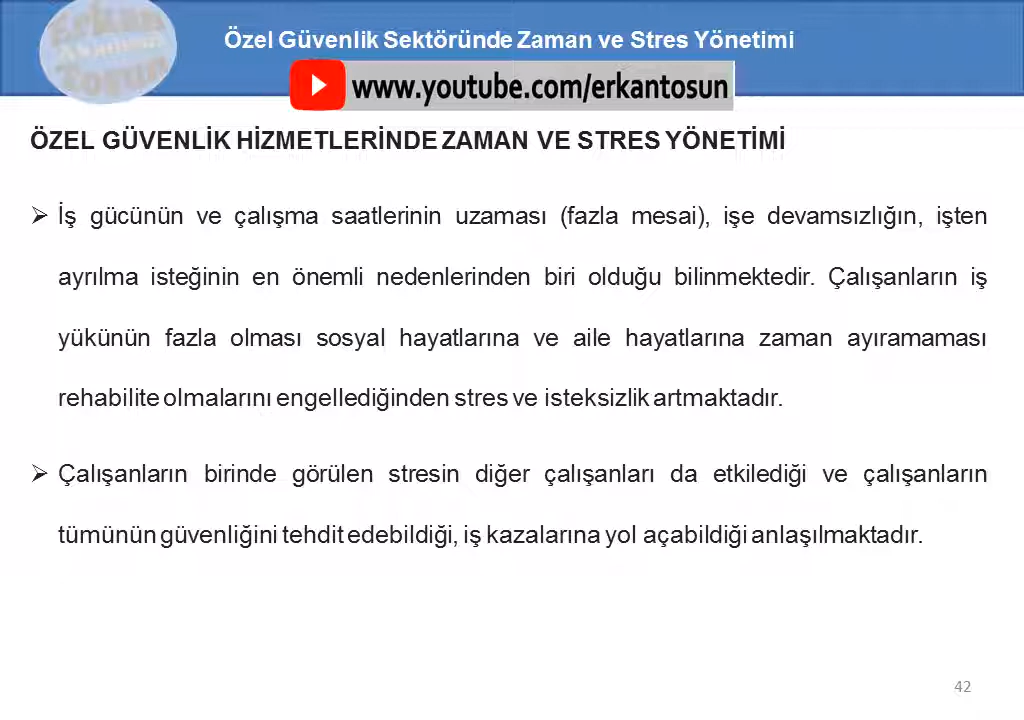 Erkan
Akademi
Tosun
Özel Güvenlik Sektöründe Zaman ve Stres Yönetimi
www.youtube.com/erkantosun
ÖZEL GÜVENLİK HİZMETLERİNDE ZAMAN VE STRES YÖNETİMİ
➢ İş gücünün ve çalışma saatlerinin uzaması (fazla mesai), işe devamsızlığın, işten
ayrılma isteğinin en önemli nedenlerinden biri olduğu bilinmektedir. Çalışanların iş
yükünün fazla olması sosyal hayatlarına ve aile hayatlarına zaman ayıramaması
rehabilite olmalarını engellediğinden stres ve isteksizlik artmaktadır.
➢ Çalışanların birinde görülen stresin diğer çalışanları da etkilediği ve çalışanların
tümünün güvenliğini tehdit edebildiği, iş kazalarına yol açabildiği anlaşılmaktadır.
42